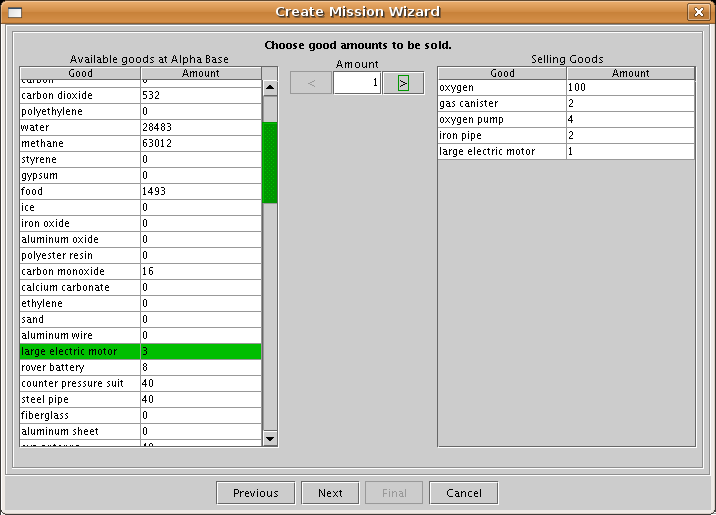 Create Mission Wizard
Choose good amounts to be sold.
Available goods at Alpha Base
Good Amount
carbon 0
carbon dioxide 532
polyethylene 0
water 28483
methane 63012
styrene 0
gypsum 0
food 1493
ice 0
iron oxide 0
aluminum oxide 0
polyester resin 0
carbon monoxide 16
calcium carbonate 0
ethylene 0
sand 0
aluminum wire 0
large electric motor 3
rover battery 8
counter pressure suit 40
steel pipe 40
fiberglass 0
aluminum sheet 0
Amount
< 1 >
Selling Goods
Good Amount
oxygen 100
gas canister 2
oxygen pump 4
iron pipe 2
large electric motor 1
Previous Next Final Cancel